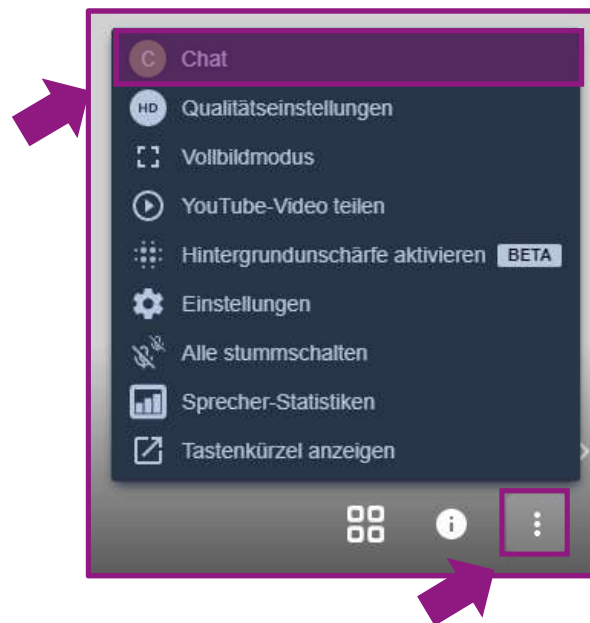 C Chat
HD Qualitätseinstellungen
Vollbildmodus
YouTube-Video teilen
Hintergrundunschärfe aktivieren BETA
Einstellungen
Alle stummschalten
Sprecher-Statistiken
Tastenkürzel anzeigen
i